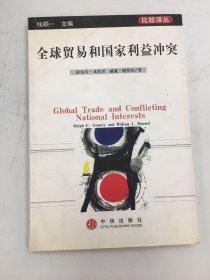 钱颖一 主编
比较译丛
全球贸易和国家利益冲突
拉尔夫·戈莫里 威廉·鲍莫尔/著
Global Trade and Conflicting
National Interests
Ralph E. Gomory and William J. Baumol
中信出版社
CITIC PUBLISHING HOUSE